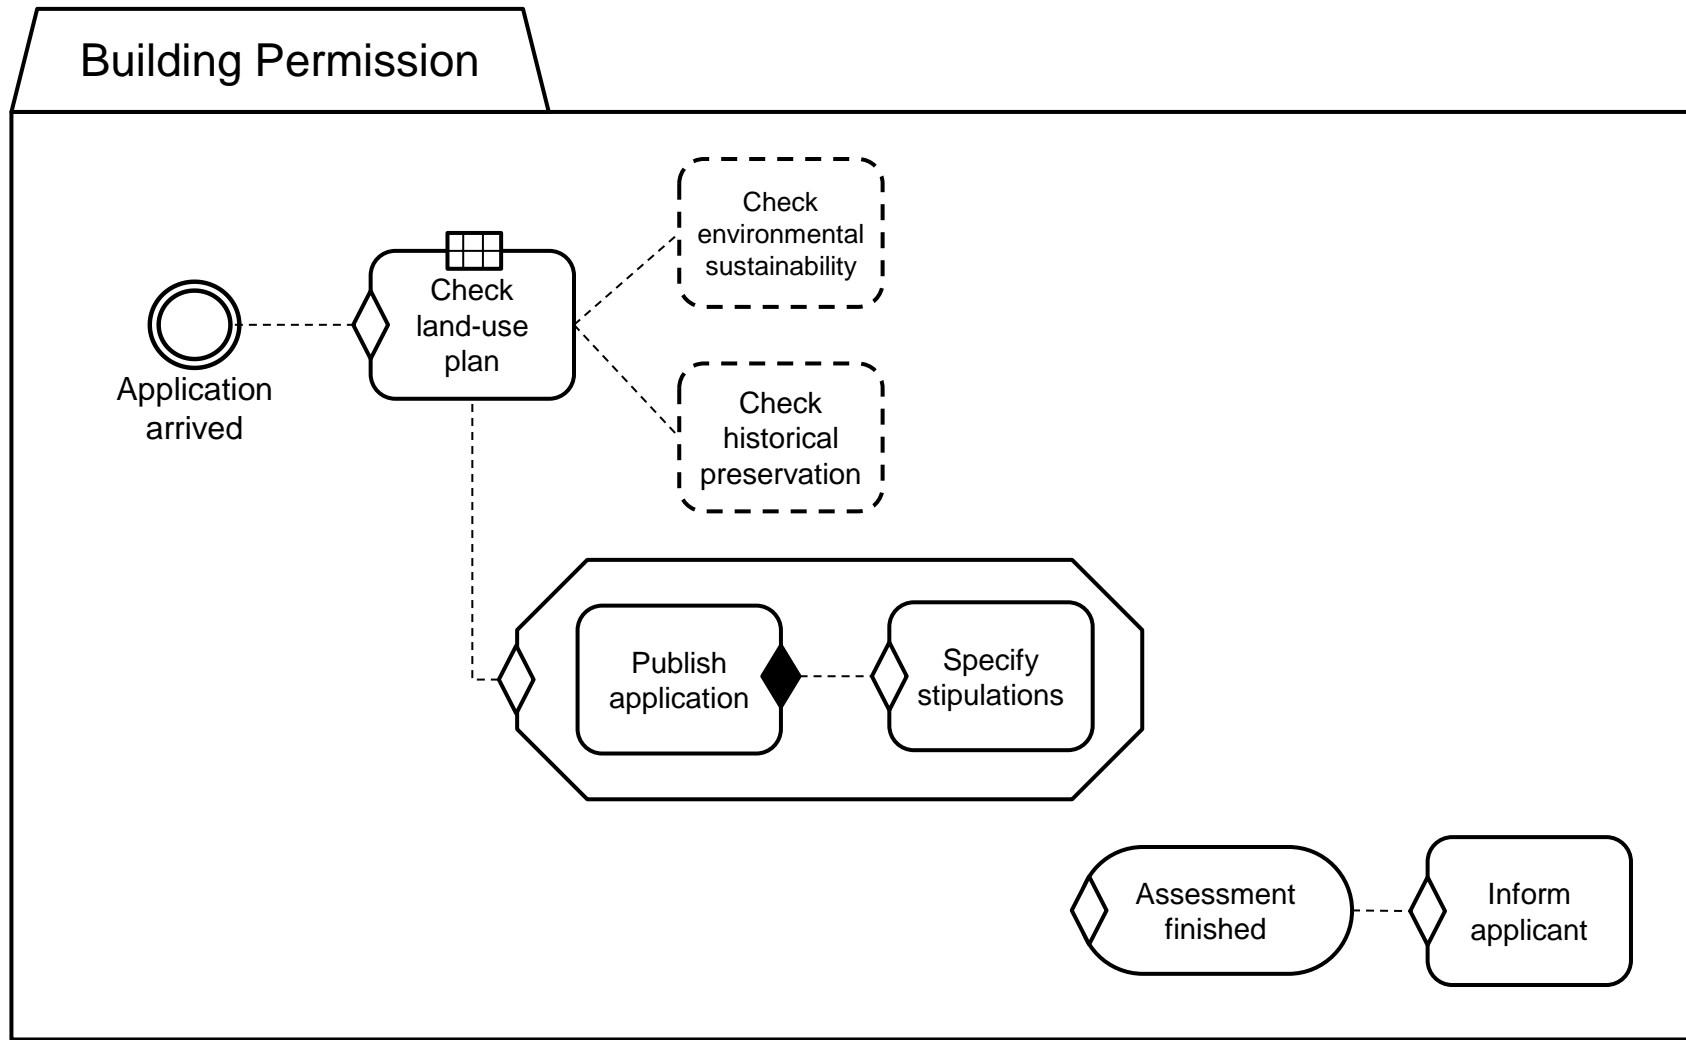 Building Permission
Check
environmental
sustainability
Check
land-use
plan
Application
arrived
Check
historical
preservation
Publish
application
Specify
stipulations
Assessment
finished
Inform
applicant